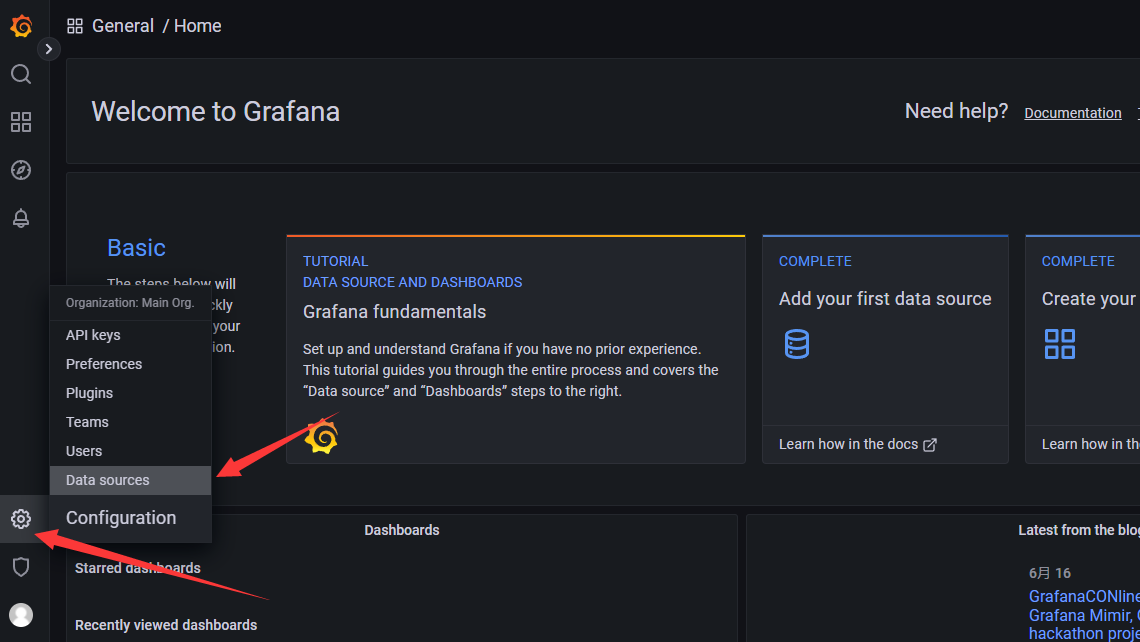 General / Home
Welcome to Grafana
Need help?
Documentation
Basic
The steps below will
ckly
your
ion.
TUTORIAL
DATA SOURCE AND DASHBOARDS
Grafana fundamentals
Set up and understand Grafana if you have no prior experience.
This tutorial guides you through the entire process and covers the
“Data source” and “Dashboards” steps to the right.
COMPLETE
Add your first data source
Learn how in the docs
COMPLETE
Create your
Learn how in the
Organization: Main Org.
API keys
Preferences
Plugins
Teams
Users
Data sources
Configuration
Dashboards
Starred dashboards
Recently viewed dashboards
Latest from the blog
6月 16
GrafanaCONline
Grafana Mimir,
hackathon proje